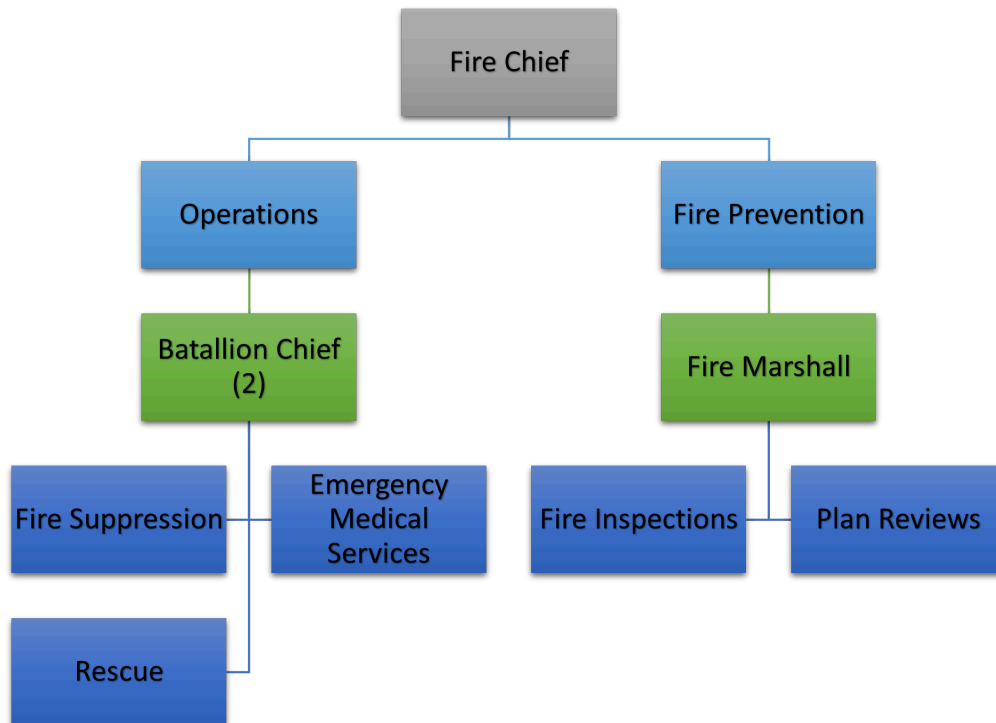 Fire Chief
Operations
Fire Prevention
Batallion Chief
(2)
Fire Marshall
Fire Suppression
Emergency
Medical
Services
Fire Inspections
Plan Reviews
Rescue